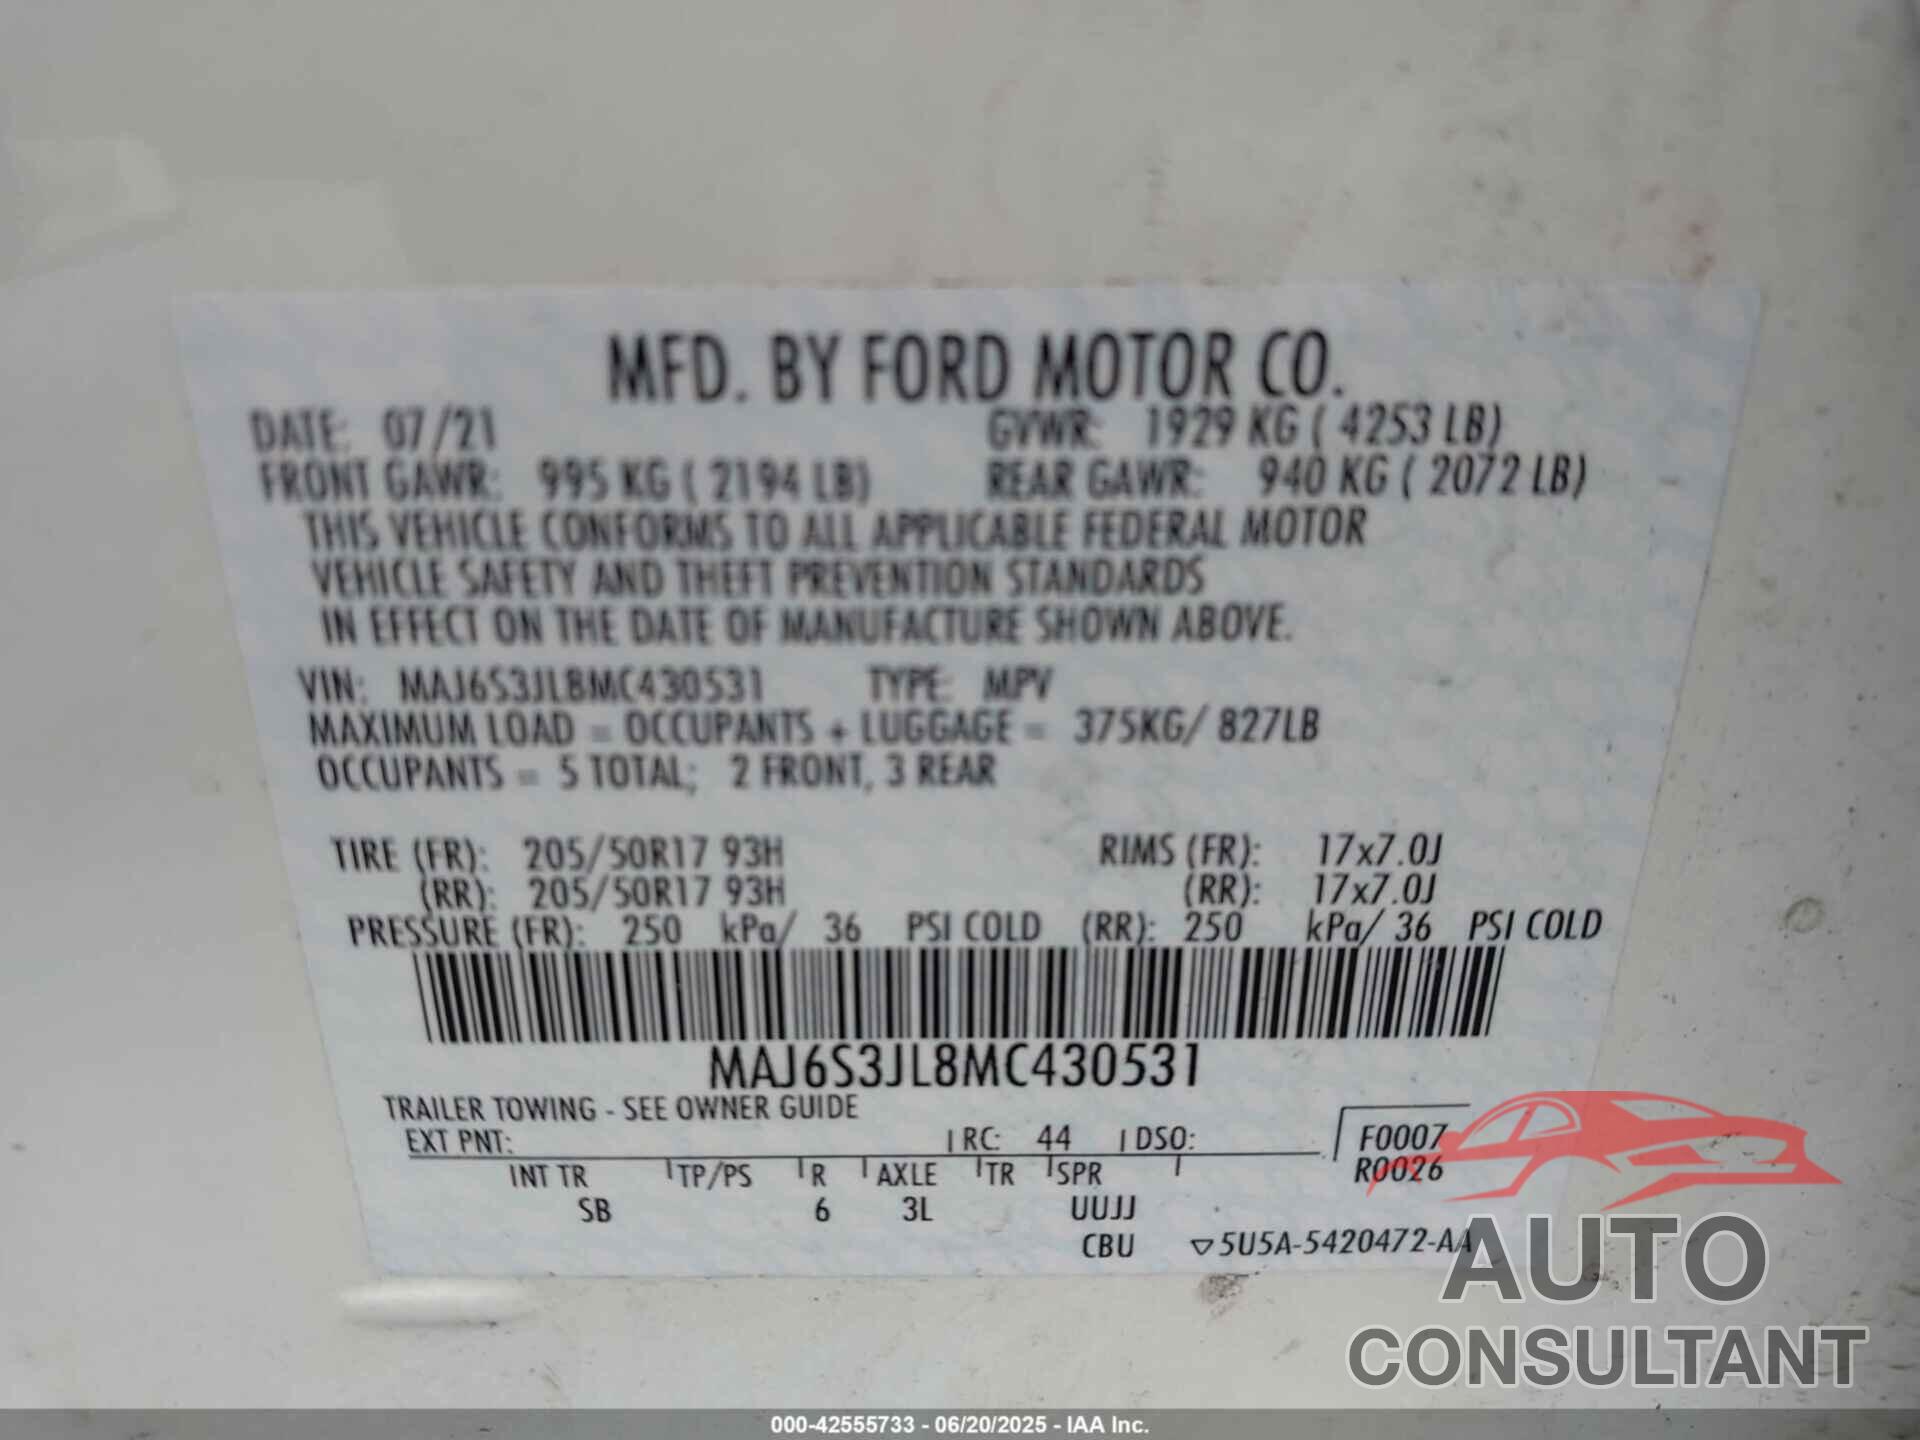 MFD. BY FORD MOTOR CO.
DATE: 07/21 GVWR: 1929 KG ( 4253 LB)
FRONT GAWR: 995 KG ( 2194 LB) REAR GAWR: 940 KG ( 2072 LB)
THIS VEHICLE CONFORMS TO ALL APPLICABLE FEDERAL MOTOR
VEHICLE SAFETY AND THEFT PREVENTION STANDARDS
IN EFFECT ON THE DATE OF MANUFACTURE SHOWN ABOVE.
VIN: MAJ6S3JL8MC430531 TYPE: MPV
MAXIMUM LOAD = OCCUPANTS + LUGGAGE = 375KG/ 827LB
OCCUPANTS = 5 TOTAL; 2 FRONT, 3 REAR
TIRE (FR): 205/50R17 93H RIMS (FR): 17x7.0J
(RR): 205/50R17 93H (RR): 17x7.0J
PRESSURE (FR): 250 kPa/ 36 PSI COLD (RR): 250 kPa/ 36 PSI COLD
MAJ6S3JL8MC430531
TRAILER TOWING - SEE OWNER GUIDE
EXT PNT: RC: 44 DSO: F0007
R0026
INT TR TP/PS R AXLE TR SPR
SB 6 3L UUJJ
CBU ▽5U5A-5420472-AA
AUTO
CONSULTANT
000-42555733 - 06/20/2025 - IAA Inc.